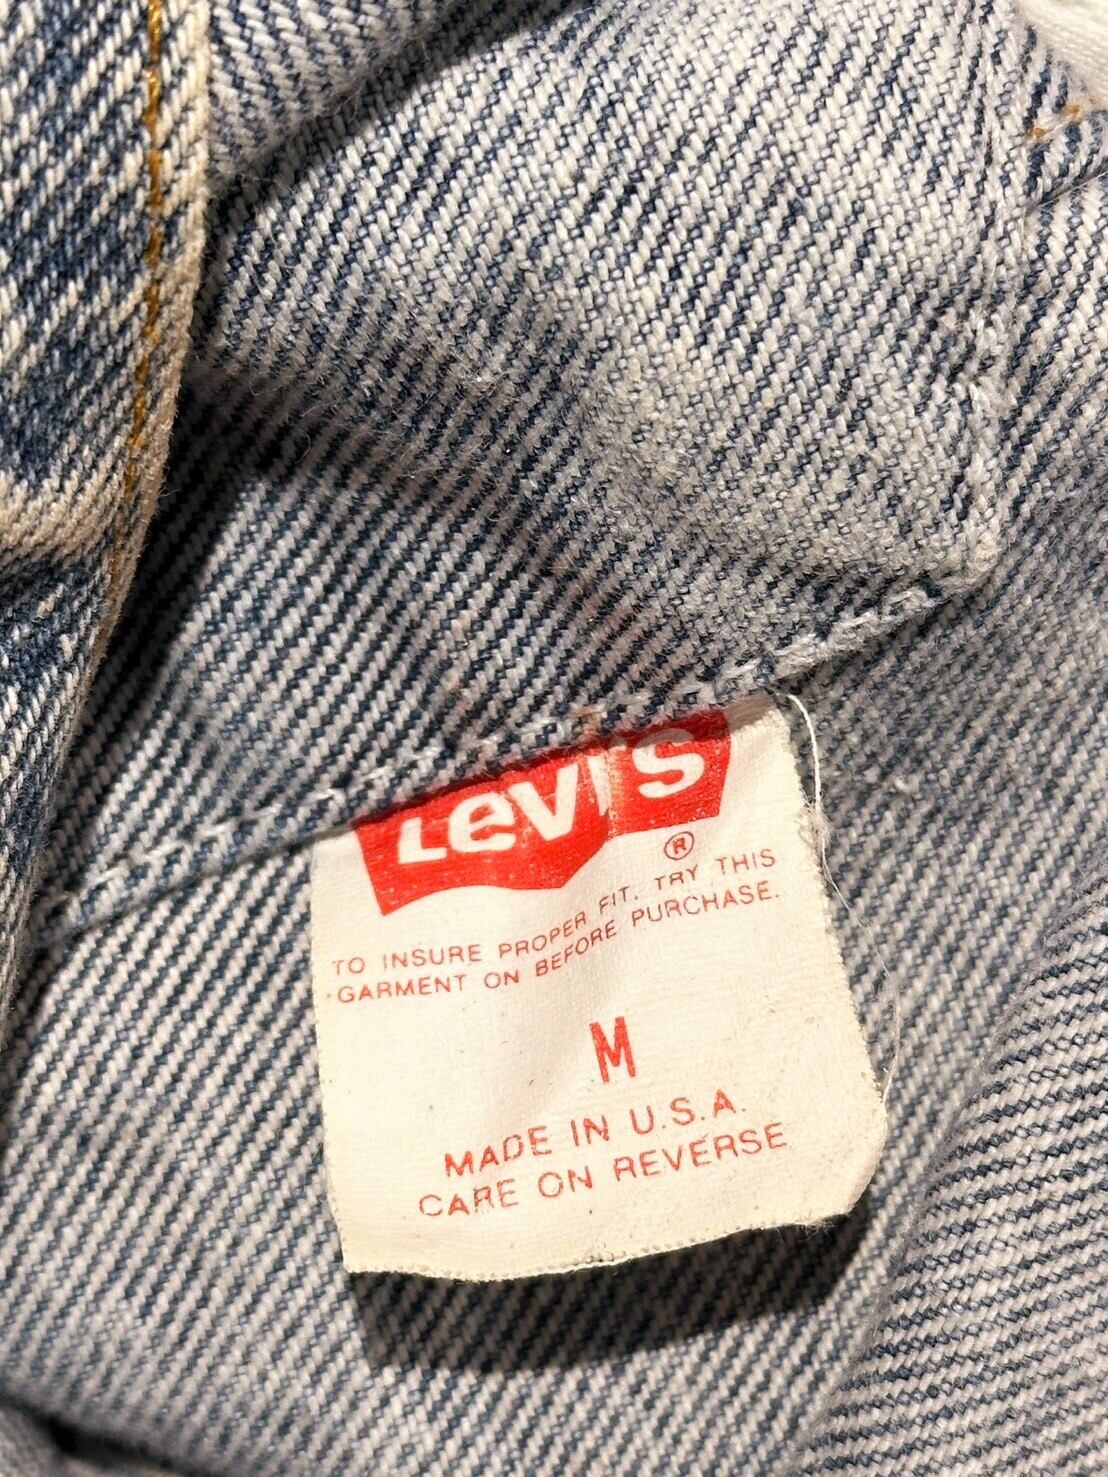 Levi's
®
TO INSURE PROPER FIT, TRY THIS
GARMENT ON BEFORE PURCHASE.
M
MADE IN U.S.A.
CARE ON REVERSE